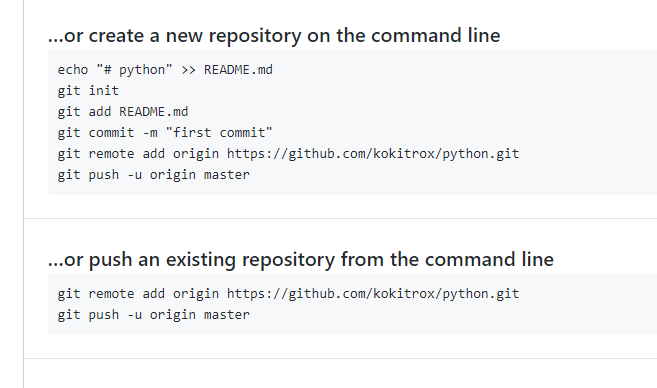 ...or create a new repository on the command line
echo "# python" >> README.md
git init
git add README.md
git commit -m "first commit"
git remote add origin https://github.com/kokitrox/python.git
git push -u origin master
...or push an existing repository from the command line
git remote add origin https://github.com/kokitrox/python.git
git push -u origin master